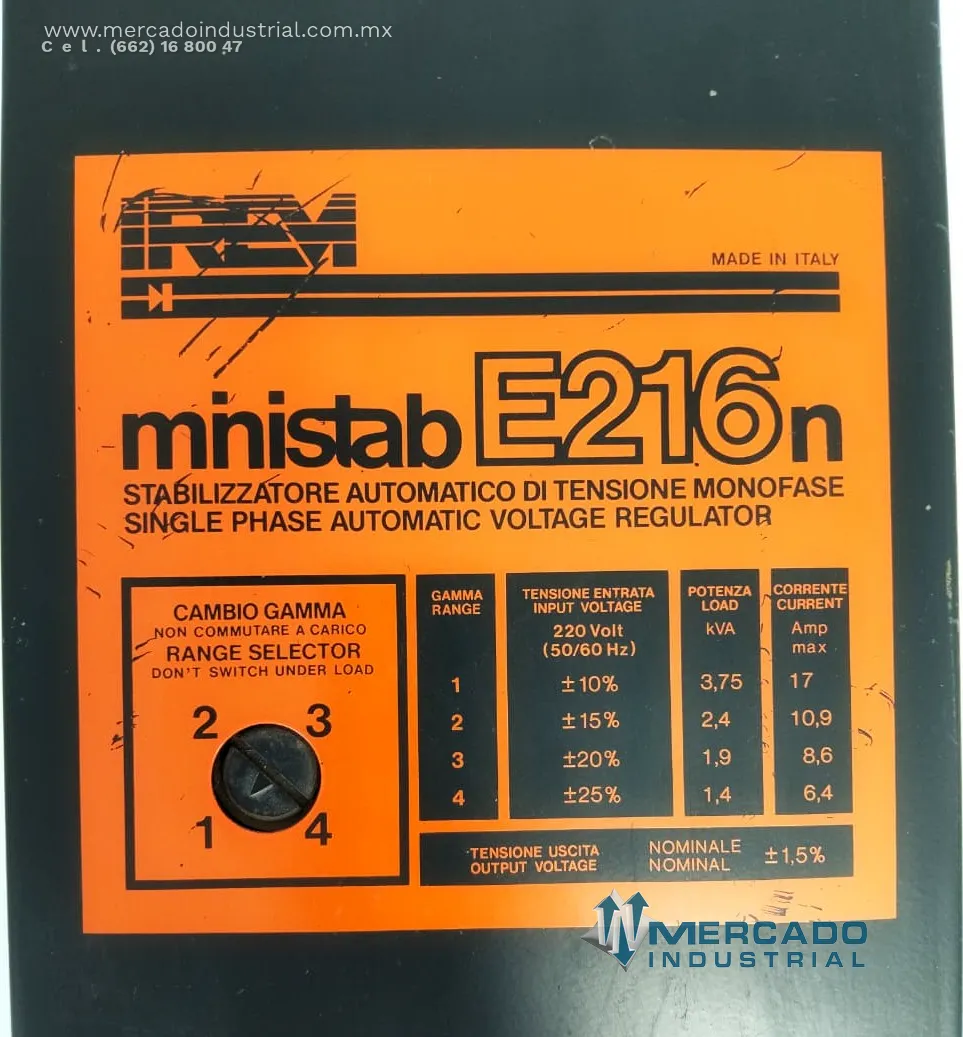 www.mercadoindustrial.com.mx
Cel. (662) 16 800 47
IREM
MADE IN ITALY
ministab E216n
STABILIZZATORE AUTOMATICO DI TENSIONE MONOFASE
SINGLE PHASE AUTOMATIC VOLTAGE REGULATOR
CAMBIO GAMMA
NON COMMUTARE A CARICO
RANGE SELECTOR
DON'T SWITCH UNDER LOAD
2 3
1 4
GAMMA TENSIONE ENTRATA POTENZA CORRENTE
RANGE INPUT VOLTAGE LOAD CURRENT
220 Volt kVA Amp
(50/60 Hz) max
1 ±10% 3,75 17
2 ±15% 2,4 10,9
3 ±20% 1,9 8,6
4 ±25% 1,4 6,4
TENSIONE USCITA NOMINALE ±1,5%
OUTPUT VOLTAGE NOMINAL
MERCADO
INDUSTRIAL